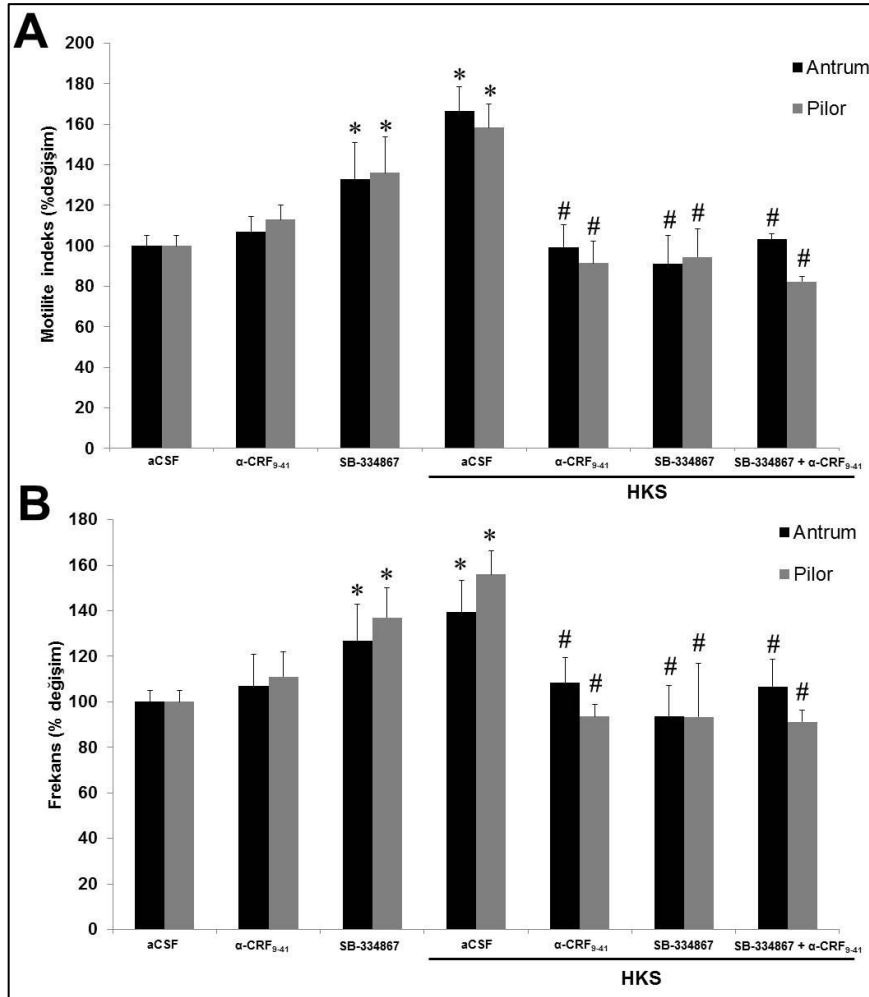 A
200
180
160
140
120
100
80
60
40
20
0
Motilite indeks (%değişim)
Antrum
Pilor
* * * *
# # # # # #
aCSF α-CRF9-41 SB-334867 aCSF α-CRF9-41 SB-334867 SB-334867 + α-CRF9-41
HKS
B
180
160
140
120
100
80
60
40
20
0
Frekans (% değişim)
Antrum
Pilor
* * * *
# # # # # #
aCSF α-CRF9-41 SB-334867 aCSF α-CRF9-41 SB-334867 SB-334867 + α-CRF9-41
HKS